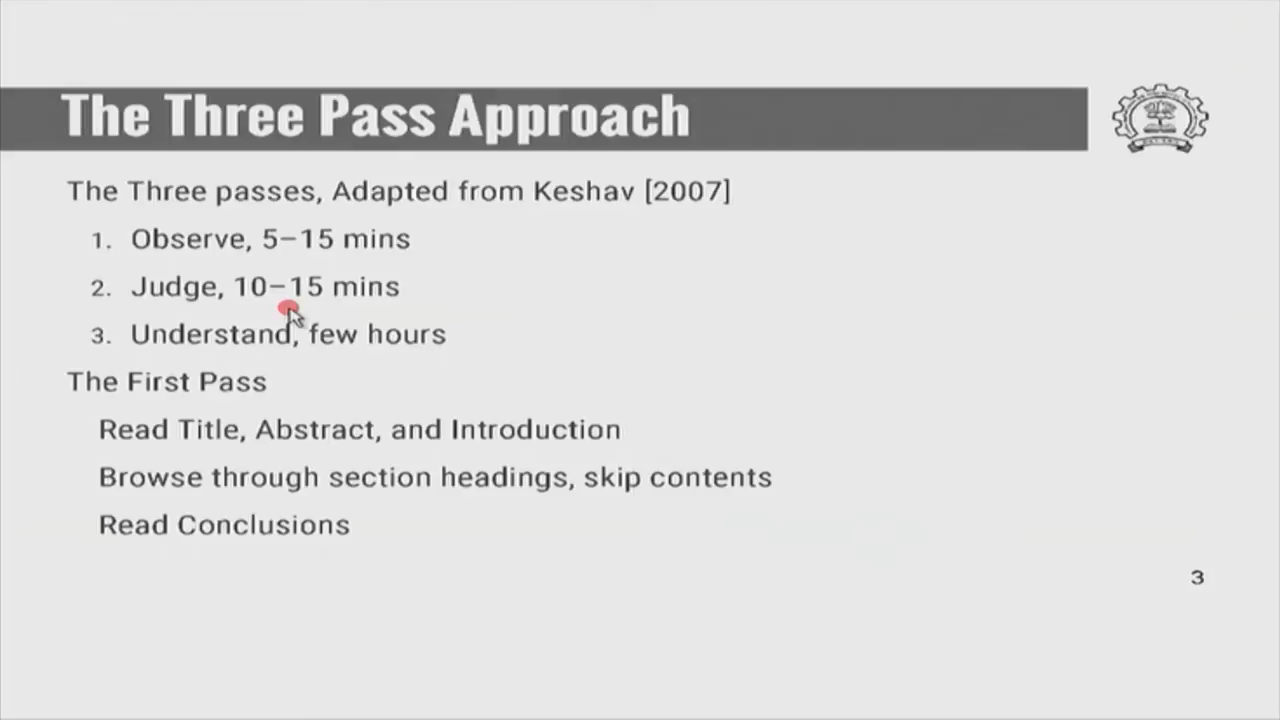 The Three Pass Approach
The Three passes, Adapted from Keshav [2007]
1. Observe, 5–15 mins
2. Judge, 10–15 mins
3. Understand, few hours
The First Pass
Read Title, Abstract, and Introduction
Browse through section headings, skip contents
Read Conclusions
3